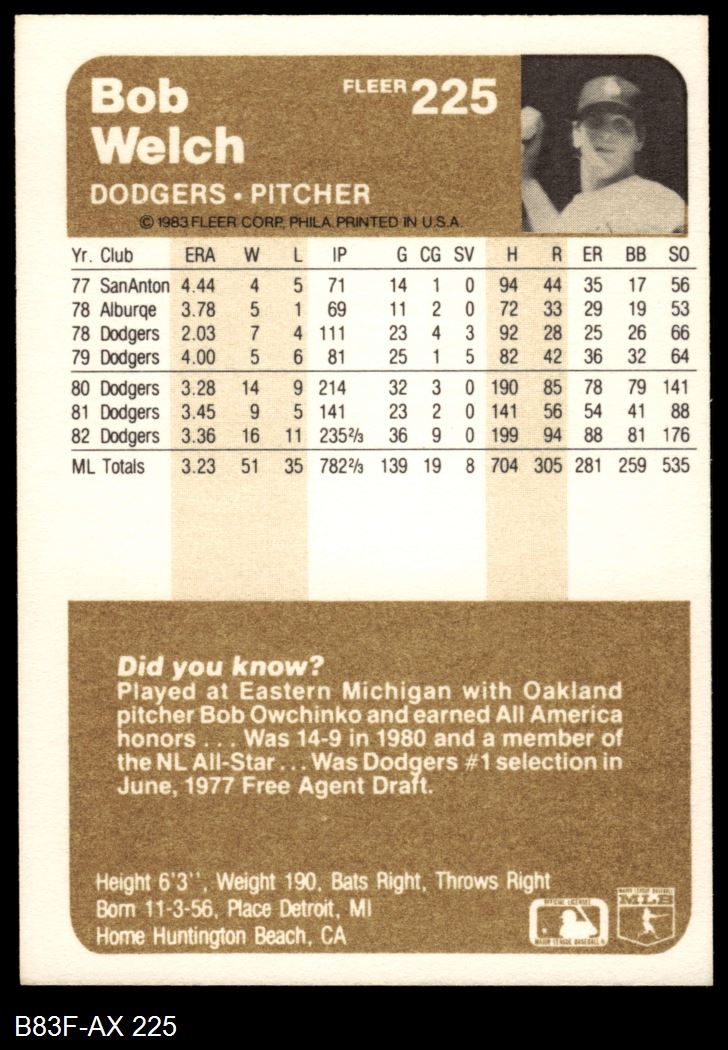 Bob
Welch
FLEER 225
DODGERS • PITCHER
© 1983 FLEER CORP. PHILA. PRINTED IN U.S.A.
Yr. Club ERA W L IP G CG SV H R ER BB SO
77 SanAnton 4.44 4 5 71 14 1 0 94 44 35 17 56
78 Alburqe 3.78 5 1 69 11 2 0 72 33 29 19 53
78 Dodgers 2.03 7 4 111 23 4 3 92 28 25 26 66
79 Dodgers 4.00 5 6 81 25 1 5 82 42 36 32 64
80 Dodgers 3.28 14 9 214 32 3 0 190 85 78 79 141
81 Dodgers 3.45 9 5 141 23 2 0 141 56 54 41 88
82 Dodgers 3.36 16 11 235⅔ 36 9 0 199 94 88 81 176
ML Totals 3.23 51 35 782⅔ 139 19 8 704 305 281 259 535
Did you know?
Played at Eastern Michigan with Oakland
pitcher Bob Owchinko and earned All America
honors . . . Was 14-9 in 1980 and a member of
the NL All-Star . . . Was Dodgers #1 selection in
June, 1977 Free Agent Draft.
Height 6'3'', Weight 190, Bats Right, Throws Right
Born 11-3-56, Place Detroit, MI
Home Huntington Beach, CA
OFFICIAL LICENSEE
MAJOR LEAGUE BASEBALL
MAJOR LEAGUE BASEBALL
MLB
B83F-AX 225